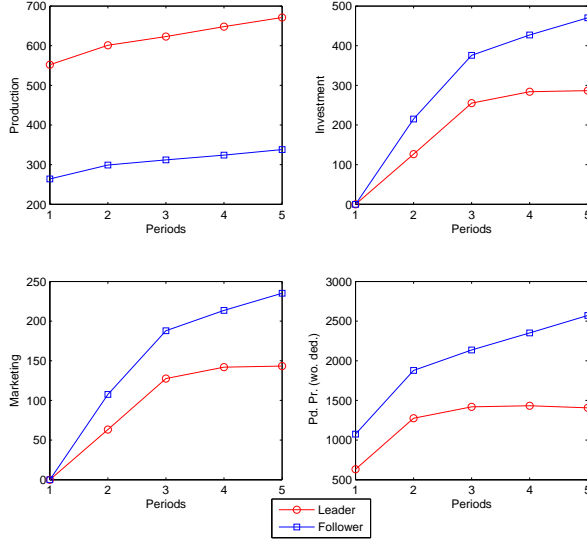 700
600
500
400
300
200
Production
1 2 3 4 5
Periods
500
400
300
200
100
0
Investment
1 2 3 4 5
Periods
250
200
150
100
50
0
Marketing
1 2 3 4 5
Periods
3000
2500
2000
1500
1000
500
Pd. Pr. (wo. ded.)
1 2 3 4 5
Periods
Leader
Follower